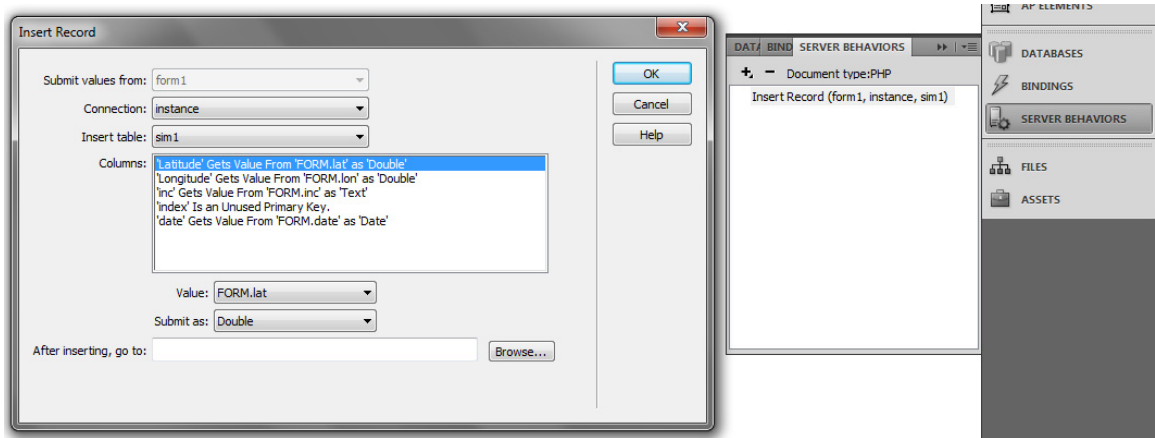 Insert Record
Submit values from: form1
Connection: instance
Insert table: sim1
Columns: 'Latitude' Gets Value From 'FORM.lat' as 'Double'
'Longitude' Gets Value From 'FORM.lon' as 'Double'
'inc' Gets Value From 'FORM.inc' as 'Text'
'index' Is an Unused Primary Key.
'date' Gets Value From 'FORM.date' as 'Date'
Value: FORM.lat
Submit as: Double
After inserting, go to:
Browse...
OK
Cancel
Help
DATA BIND SERVER BEHAVIORS
Document type:PHP
Insert Record (form1, instance, sim1)
AP ELEMENTS
DATABASES
BINDINGS
SERVER BEHAVIORS
FILES
ASSETS